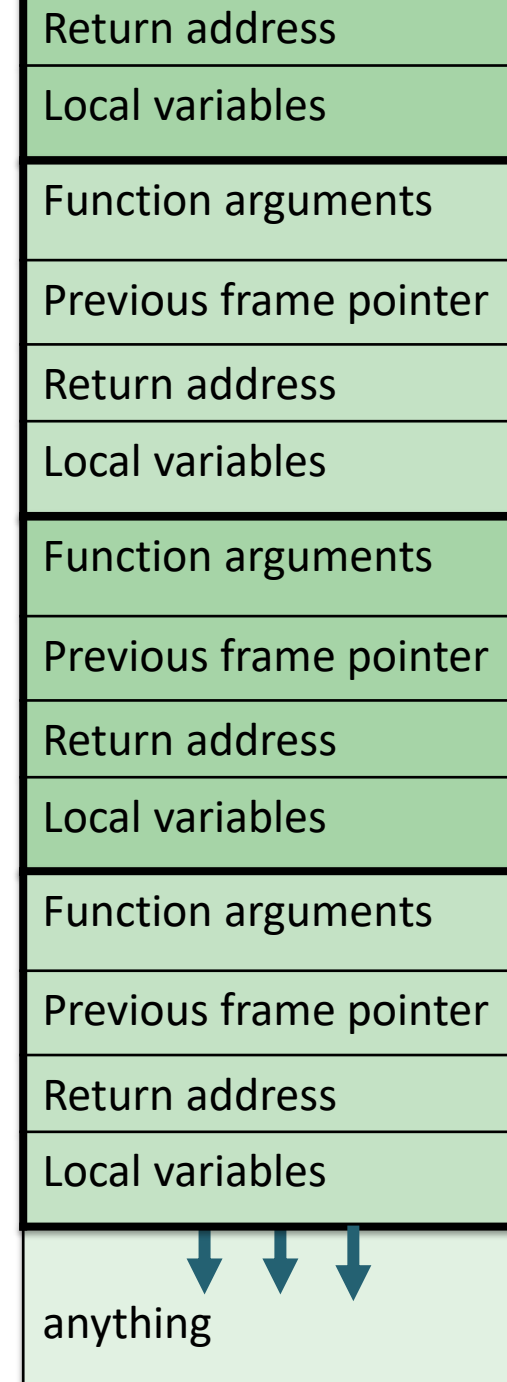 Return address
Local variables
Function arguments
Previous frame pointer
Return address
Local variables
Function arguments
Previous frame pointer
Return address
Local variables
Function arguments
Previous frame pointer
Return address
Local variables
anything